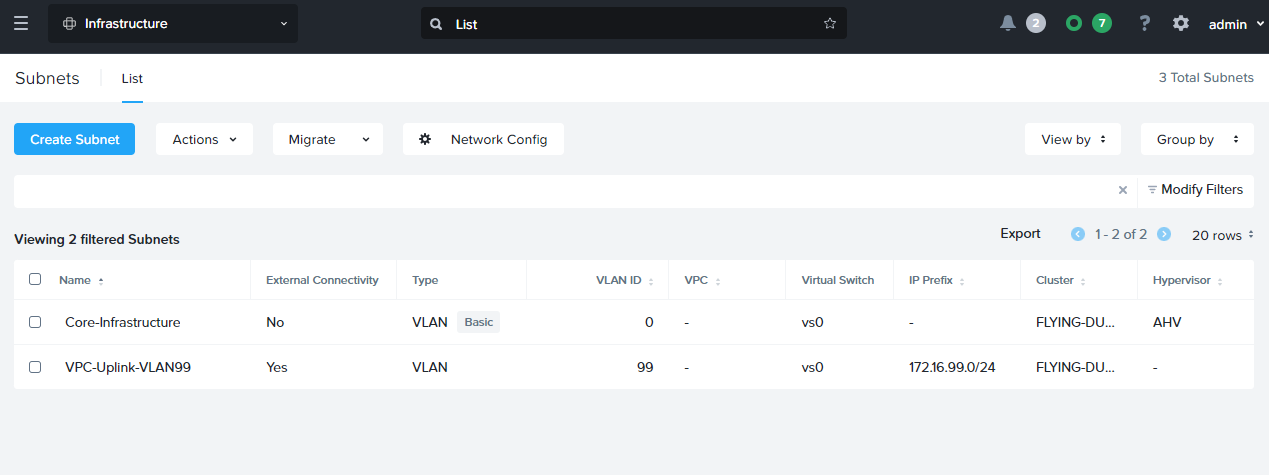 Infrastructure List 2 7 ? admin
Subnets List 3 Total Subnets
Create Subnet Actions Migrate Network Config View by Group by
× Modify Filters
Viewing 2 filtered Subnets Export 1 - 2 of 2 20 rows
Name External Connectivity Type VLAN ID VPC Virtual Switch IP Prefix Cluster Hypervisor
Core-Infrastructure No VLAN Basic 0 - vs0 - FLYING-DU... AHV
VPC-Uplink-VLAN99 Yes VLAN 99 - vs0 172.16.99.0/24 FLYING-DU... -